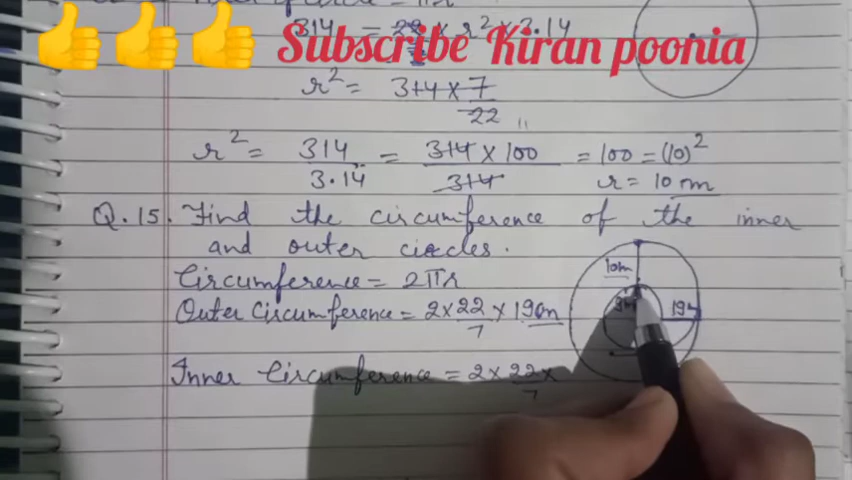 314 = 22 × r² × 3.14
Subscribe Kiran poonia
r² = 314 × 7
22
r² = 314 = 314 × 100 = 100 = (10)²
3.14 314 r = 10 m
Q.15. Find the circumference of the inner
and outer circles.
Circumference = 2πr
10m
Outer Circumference = 2 × 22 × 19m
7
19m
Inner Circumference = 2 × 22 ×
7